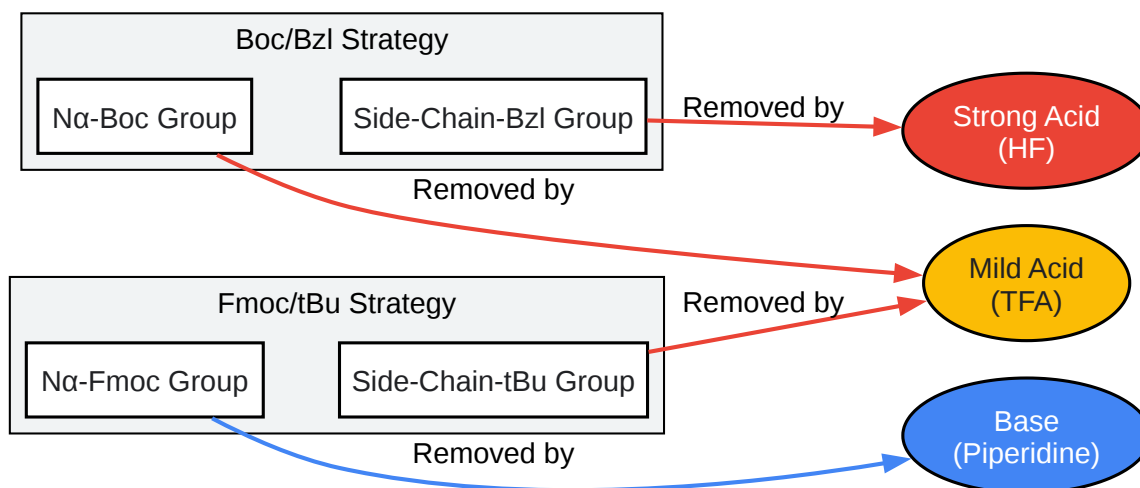 Boc/Bzl Strategy
Nα-Boc Group
Side-Chain-Bzl Group
Removed by
Strong Acid
(HF)
Removed by
Mild Acid
(TFA)
Fmoc/tBu Strategy
Removed by
Nα-Fmoc Group
Side-Chain-tBu Group
Removed by
Base
(Piperidine)